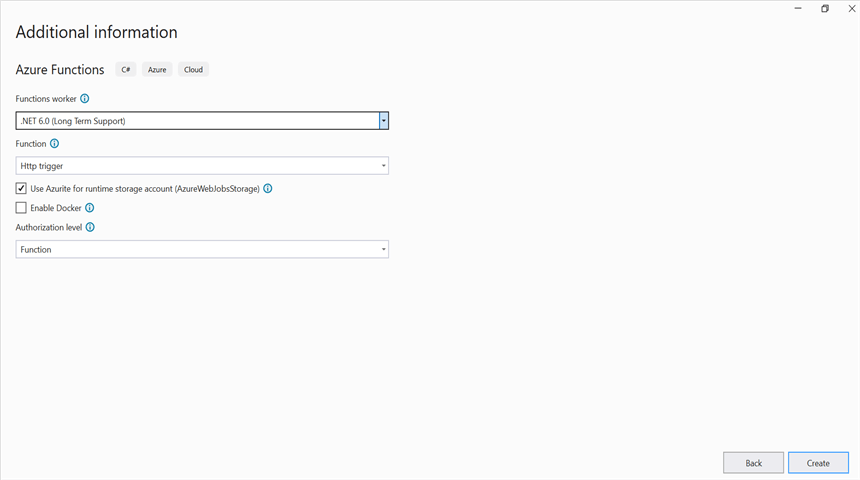 Additional information
Azure Functions C# Azure Cloud
Functions worker
.NET 6.0 (Long Term Support)
Function
Http trigger
Use Azurite for runtime storage account (AzureWebJobsStorage)
Enable Docker
Authorization level
Function
Back Create